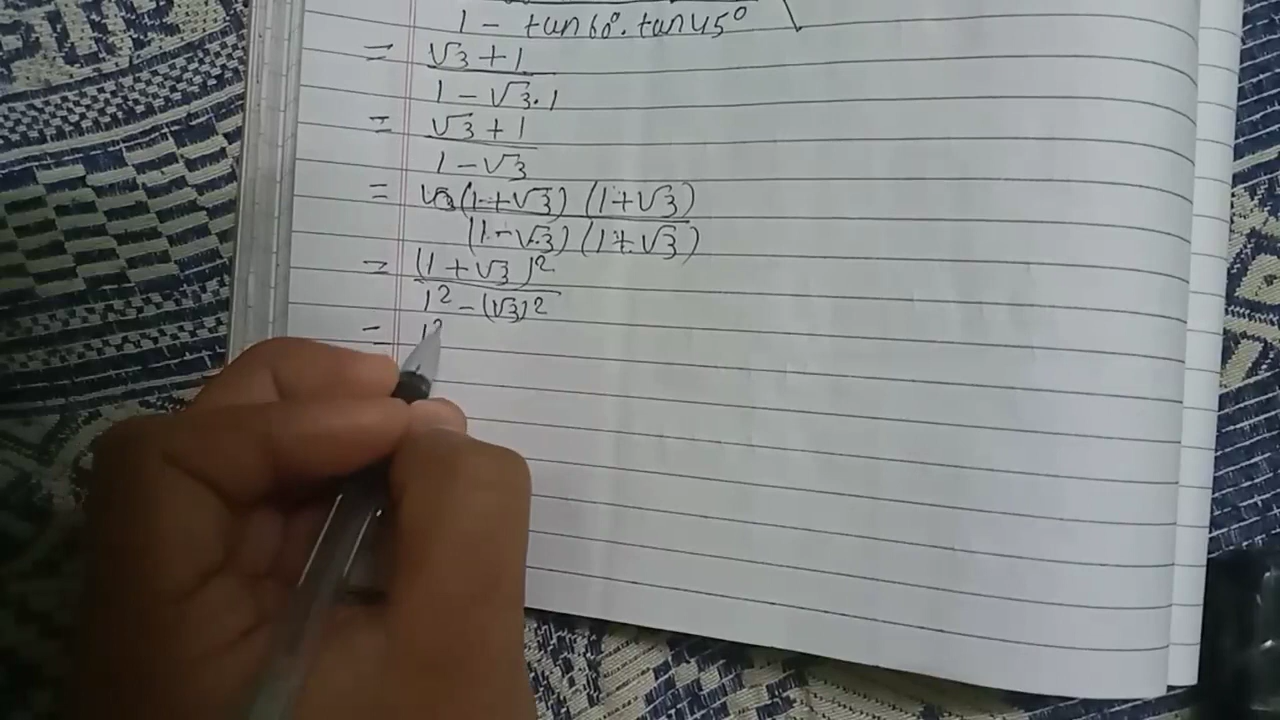 1 - tan60°. tan45°
= √3 + 1
1 - √3. 1
= √3 + 1
1 - √3
= (1 + √3) (1 + √3)
(1 - √3) (1 + √3)
= (1 + √3)²
1² - (√3)²
= 1²